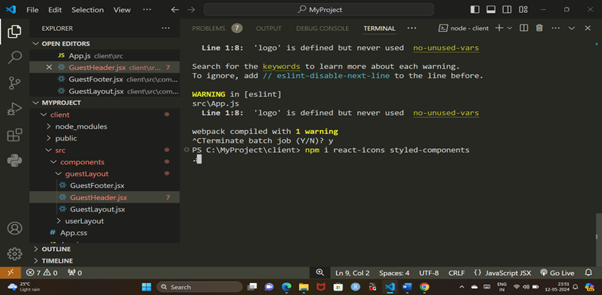 File Edit Selection View ···
MyProject
EXPLORER ···
OPEN EDITORS
App.js client\src
GuestHeader.jsx client\sr... 7
GuestFooter.jsx client\src\com...
GuestLayout.jsx client\src\co...
MYPROJECT
client
node_modules
public
src
components
guestLayout
GuestFooter.jsx
GuestHeader.jsx 7
GuestLayout.jsx
userLayout
# App.css
OUTLINE
TIMELINE
PROBLEMS 7 OUTPUT DEBUG CONSOLE TERMINAL ··· node - client
Line 1:8: 'logo' is defined but never used no-unused-vars
Search for the keywords to learn more about each warning.
To ignore, add // eslint-disable-next-line to the line before.
WARNING in [eslint]
src\App.js
Line 1:8: 'logo' is defined but never used no-unused-vars
webpack compiled with 1 warning
^CTerminate batch job (Y/N)? y
PS C:\MyProject\client> npm i react-icons styled-components
7 0 0 Ln 9, Col 2 Spaces: 4 UTF-8 CRLF {} JavaScript JSX Go Live
25°C
Light rain
Search
ENG
IN
23:51
12-05-2024